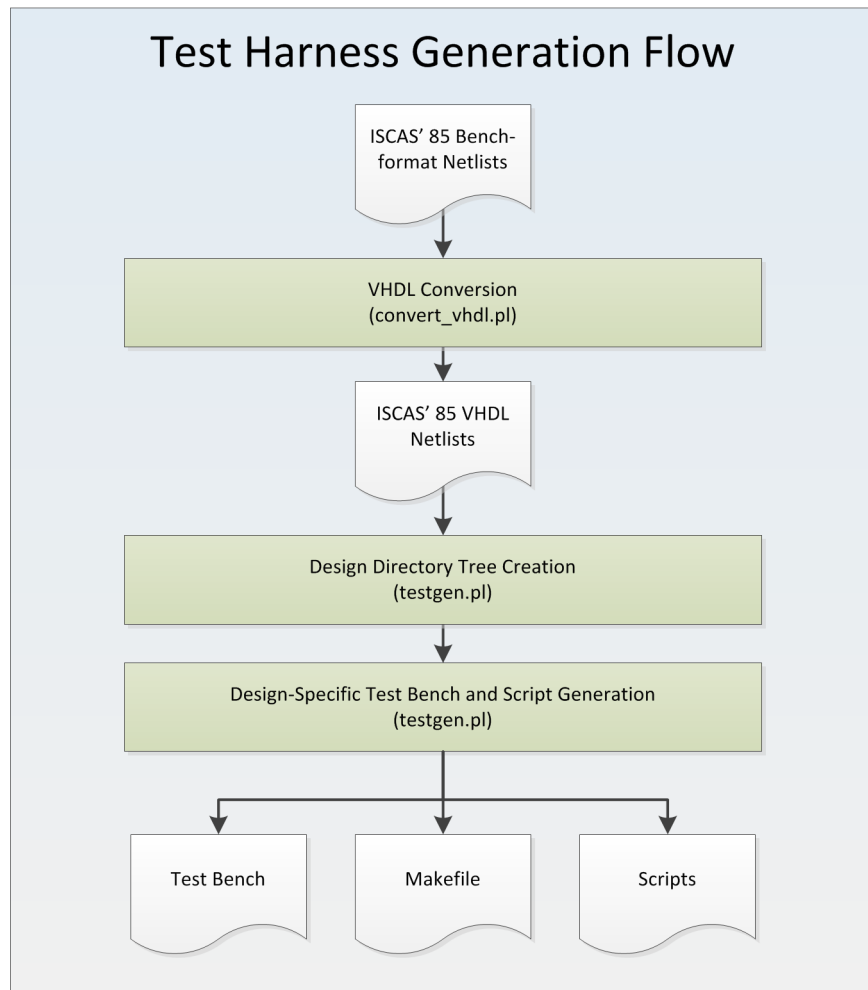 Test Harness Generation Flow
ISCAS’ 85 Bench-
format Netlists
VHDL Conversion
(convert_vhdl.pl)
ISCAS’ 85 VHDL
Netlists
Design Directory Tree Creation
(testgen.pl)
Design-Specific Test Bench and Script Generation
(testgen.pl)
Test Bench
Makefile
Scripts